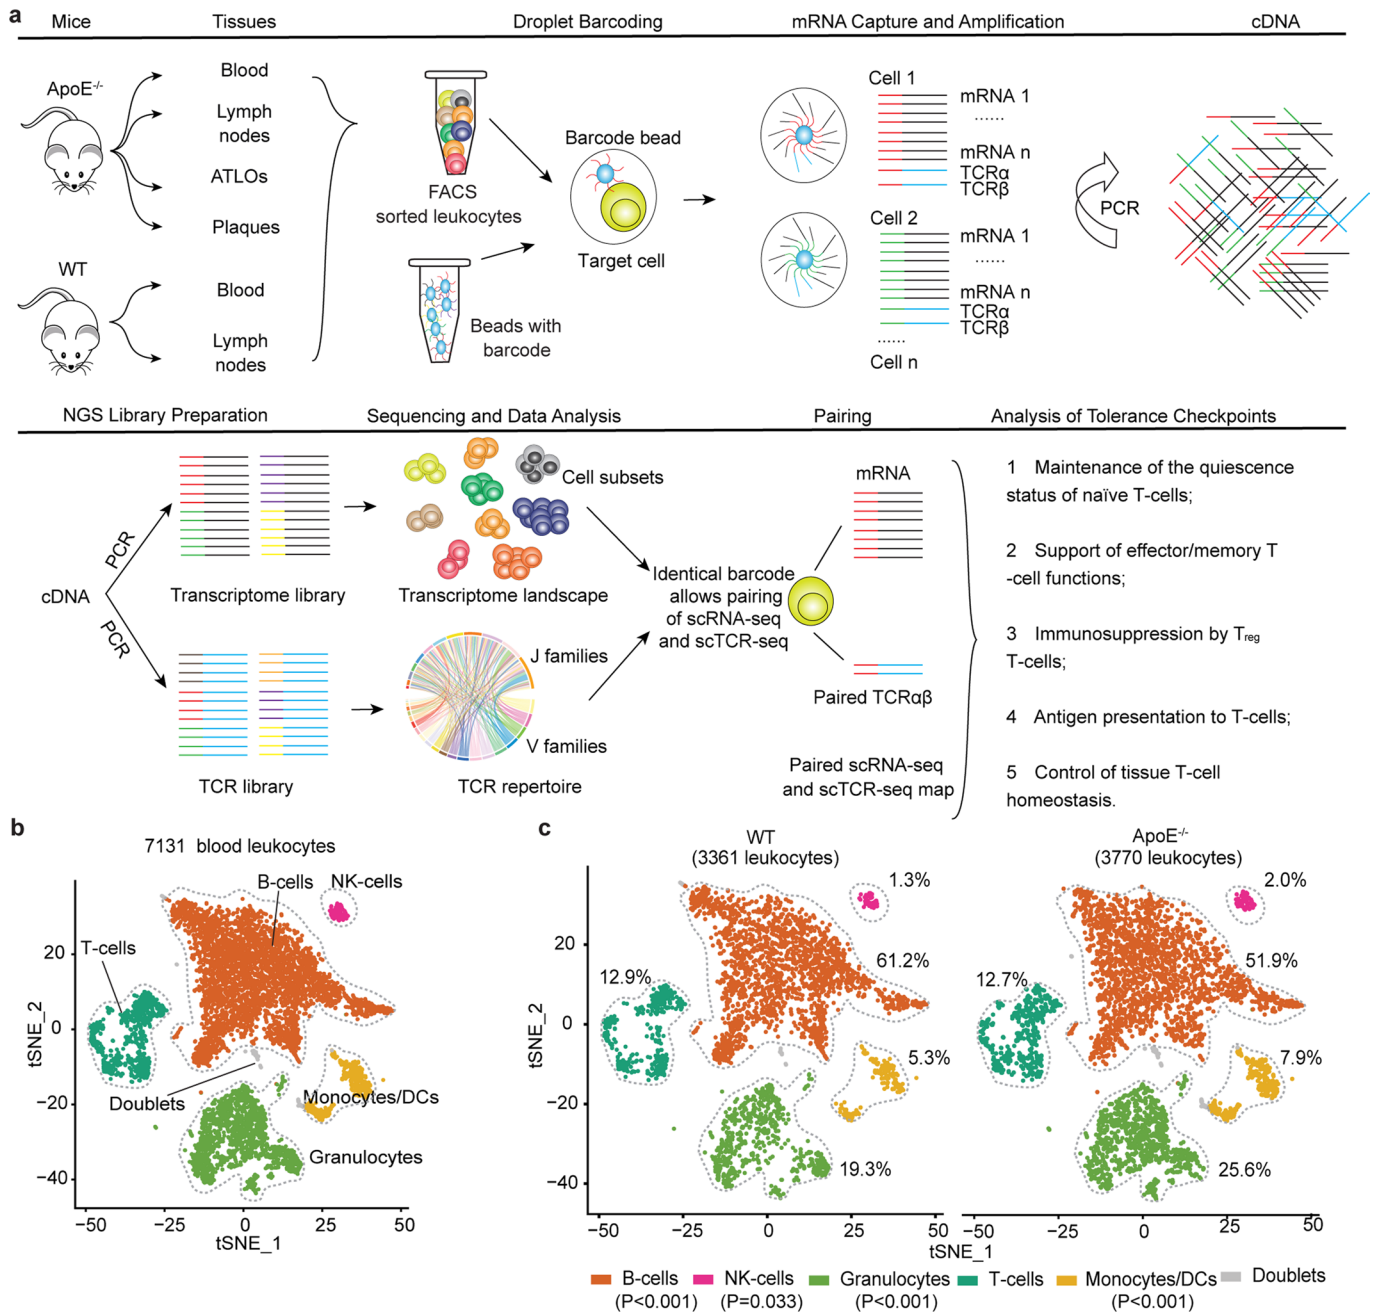 a
Mice
Tissues
Droplet Barcoding
mRNA Capture and Amplification
cDNA
ApoE-/-
Blood
Lymph
nodes
ATLOs
Plaques
WT
Blood
Lymph
nodes
FACS
sorted leukocytes
Beads with
barcode
Barcode bead
Target cell
Cell 1
mRNA 1
......
mRNA n
TCRα
TCRβ
Cell 2
mRNA 1
......
mRNA n
TCRα
TCRβ
......
Cell n
PCR
NGS Library Preparation
Sequencing and Data Analysis
Pairing
Analysis of Tolerance Checkpoints
cDNA
PCR
PCR
Transcriptome library
TCR library
Cell subsets
Transcriptome landscape
J families
V families
TCR repertoire
Identical barcode
allows pairing
of scRNA-seq
and scTCR-seq
mRNA
Paired TCRαβ
Paired scRNA-seq
and scTCR-seq map
1 Maintenance of the quiescence
status of naïve T-cells;
2 Support of effector/memory T
-cell functions;
3 Immunosuppression by Treg
T-cells;
4 Antigen presentation to T-cells;
5 Control of tissue T-cell
homeostasis.
b
7131 blood leukocytes
B-cells
NK-cells
T-cells
Doublets
Monocytes/DCs
Granulocytes
tSNE_2
20
0
−20
−40
−50
−25
0
25
50
tSNE_1
c
WT
(3361 leukocytes)
1.3%
61.2%
12.9%
5.3%
19.3%
tSNE_2
20
0
−20
−40
−50
−25
0
25
50
ApoE-/-
(3770 leukocytes)
2.0%
51.9%
12.7%
7.9%
25.6%
−50
−25
0
25
50
tSNE_1
B-cells
(P<0.001)
NK-cells
(P=0.033)
Granulocytes
(P<0.001)
T-cells
Monocytes/DCs
(P<0.001)
Doublets